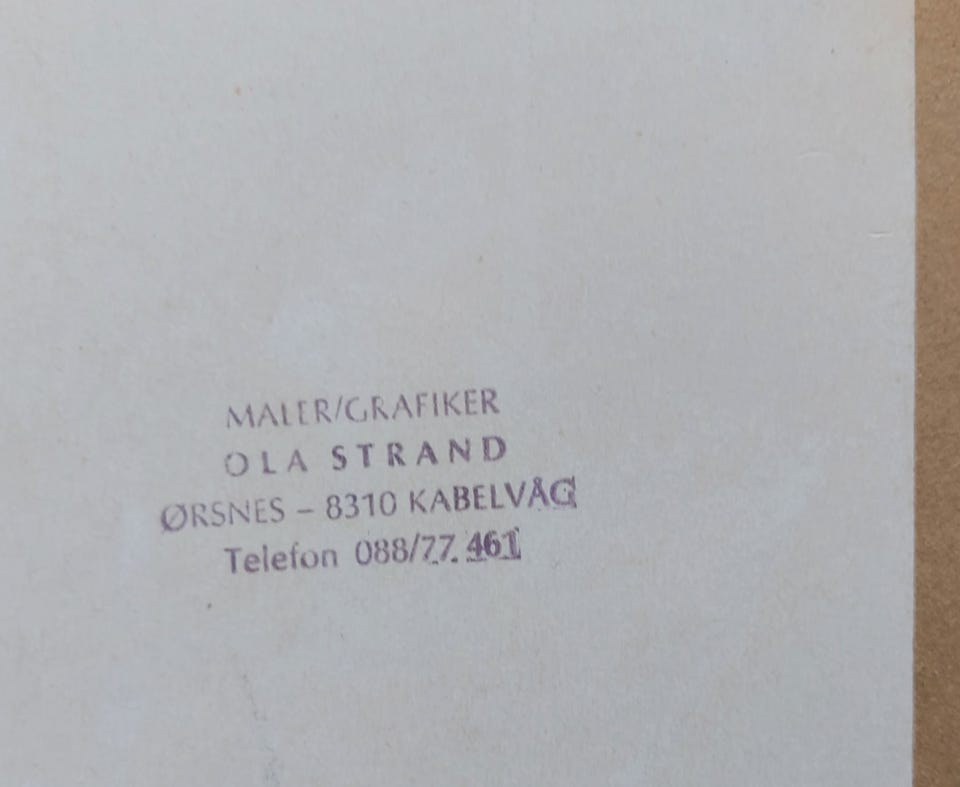 MALER/GRAFIKER
OLA STRAND
ØRSNES – 8310 KABELVÅG
Telefon 088/77 461